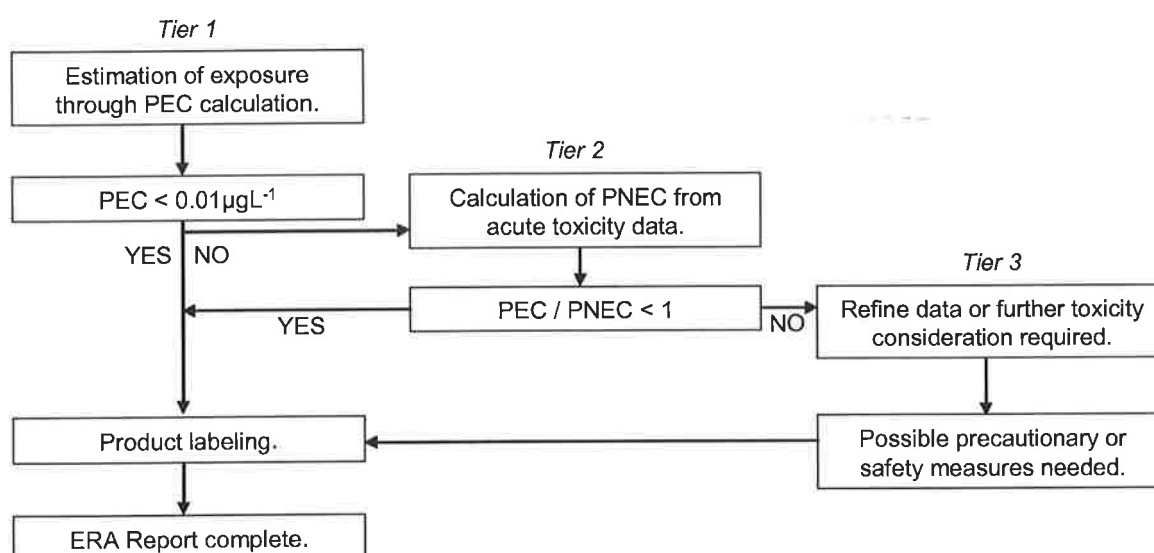 Tier 1
Estimation of exposure
through PEC calculation.
PEC < 0.01µgL⁻¹
YES
NO
Tier 2
Calculation of PNEC from
acute toxicity data.
PEC / PNEC < 1
YES
NO
Tier 3
Refine data or further toxicity
consideration required.
Possible precautionary or
safety measures needed.
Product labeling.
ERA Report complete.